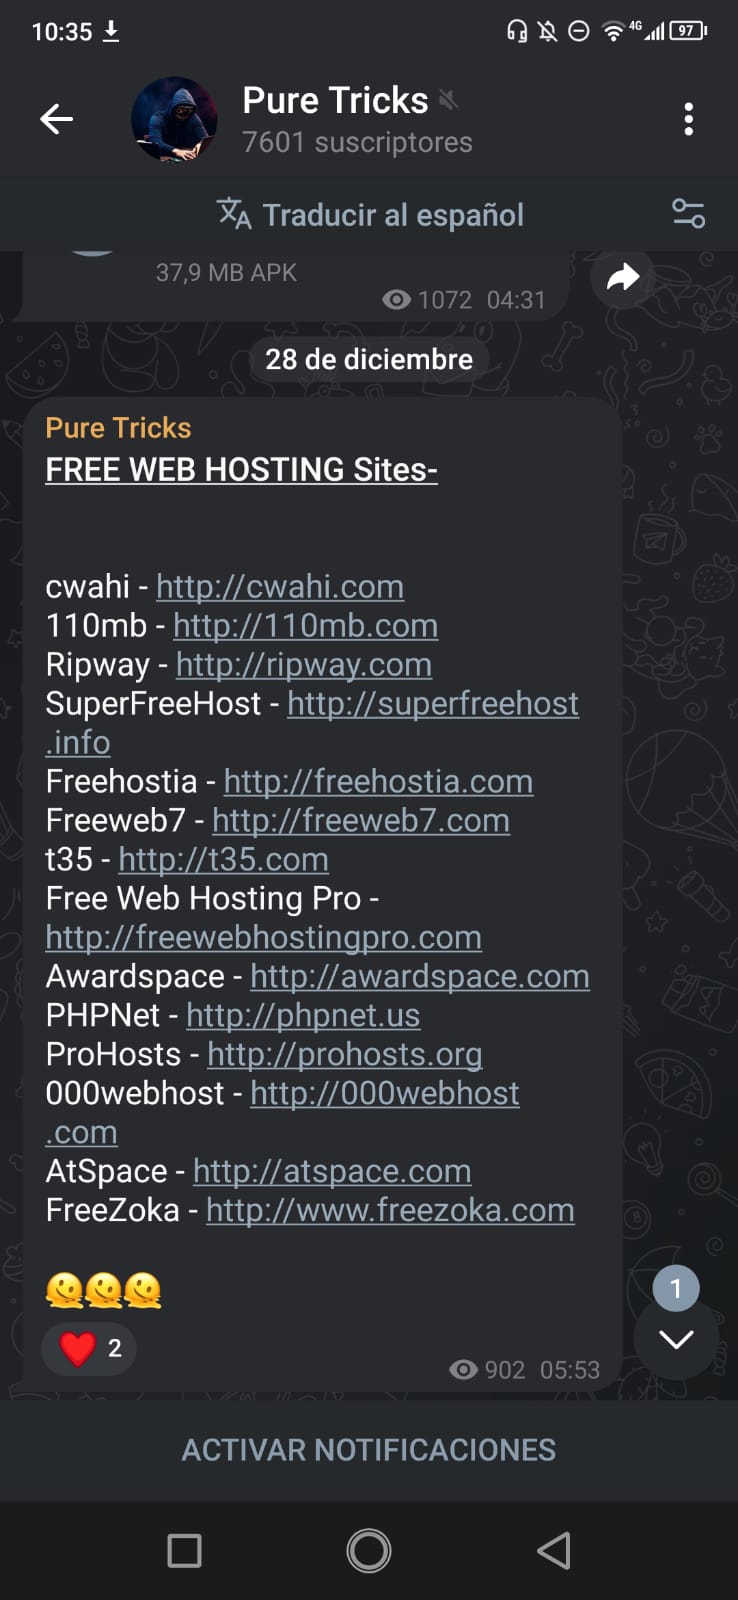 10:35
4G
97
Pure Tricks
7601 suscriptores
Traducir al español
37,9 MB APK
1072 04:31
28 de diciembre
Pure Tricks
FREE WEB HOSTING Sites-
cwahi - http://cwahi.com
110mb - http://110mb.com
Ripway - http://ripway.com
SuperFreeHost - http://superfreehost
.info
Freehostia - http://freehostia.com
Freeweb7 - http://freeweb7.com
t35 - http://t35.com
Free Web Hosting Pro -
http://freewebhostingpro.com
Awardspace - http://awardspace.com
PHPNet - http://phpnet.us
ProHosts - http://prohosts.org
000webhost - http://000webhost
.com
AtSpace - http://atspace.com
FreeZoka - http://www.freezoka.com
🫠🫠🫠
1
❤️ 2
902 05:53
ACTIVAR NOTIFICACIONES